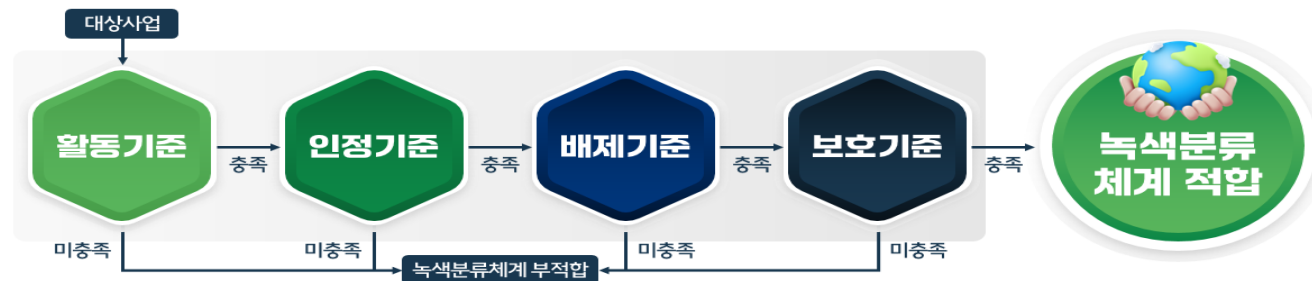 대상사업
활동기준
충족
인정기준
충족
배제기준
충족
보호기준
충족
녹색분류
체계 적합
미충족
미충족
미충족
미충족
녹색분류체계 부적합